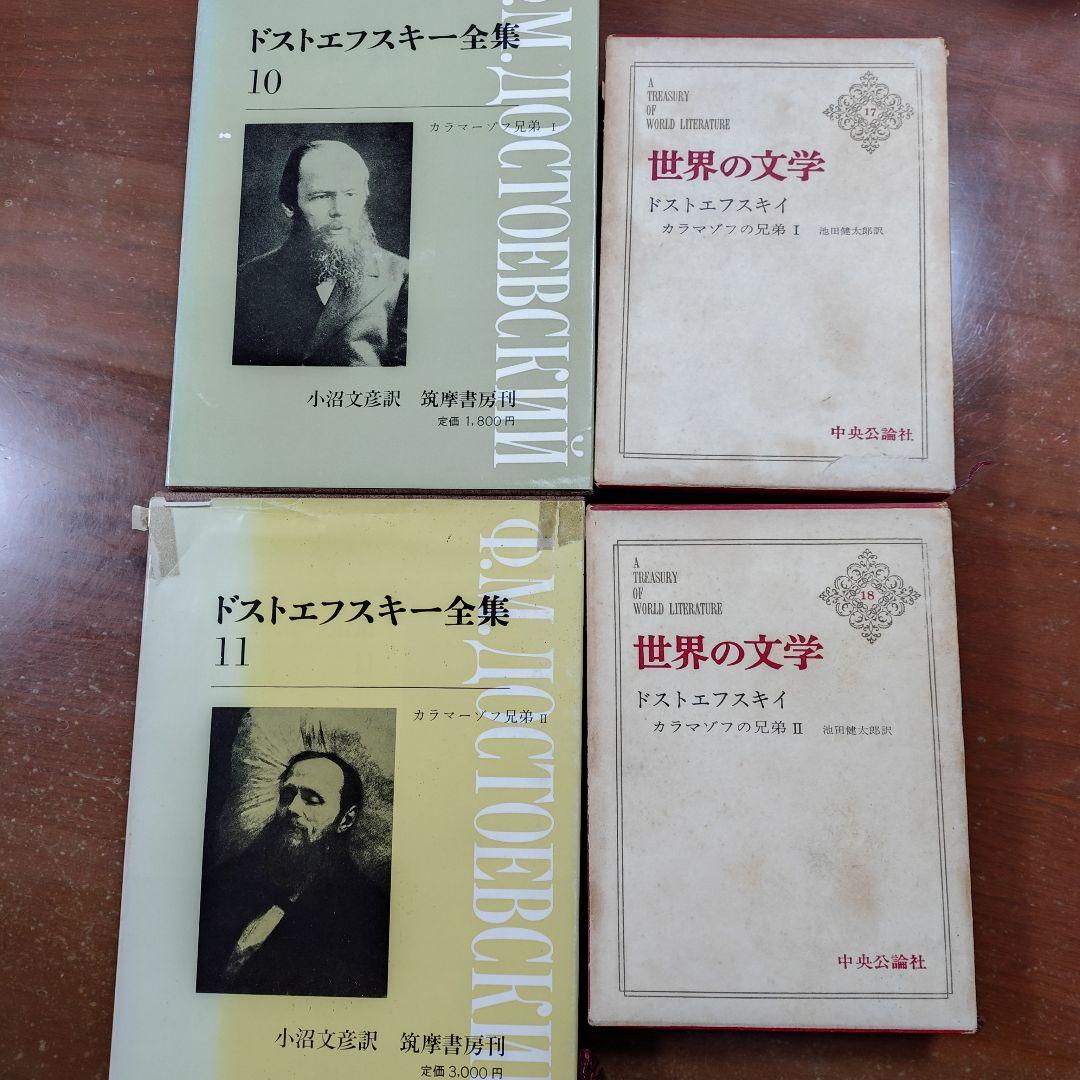 ドストエフスキー全集
10
カラマーゾフ兄弟 I
Ф.М.ДОСТОЕВСКИЙ
小沼文彦訳 筑摩書房刊
定価 1,800円
A
TREASURY
OF
WORLD LITERATURE
17
世界の文学
ドストエフスキイ
カラマゾフの兄弟 I 池田健太郎訳
中央公論社
ドストエフスキー全集
11
カラマーゾフ兄弟 II
Ф.М.ДОСТОЕВСКИ
小沼文彦訳 筑摩書房刊
定価 3,000円
A
TREASURY
OF
WORLD LITERATURE
18
世界の文学
ドストエフスキイ
カラマゾフの兄弟 II 池田健太郎訳
中央公論社